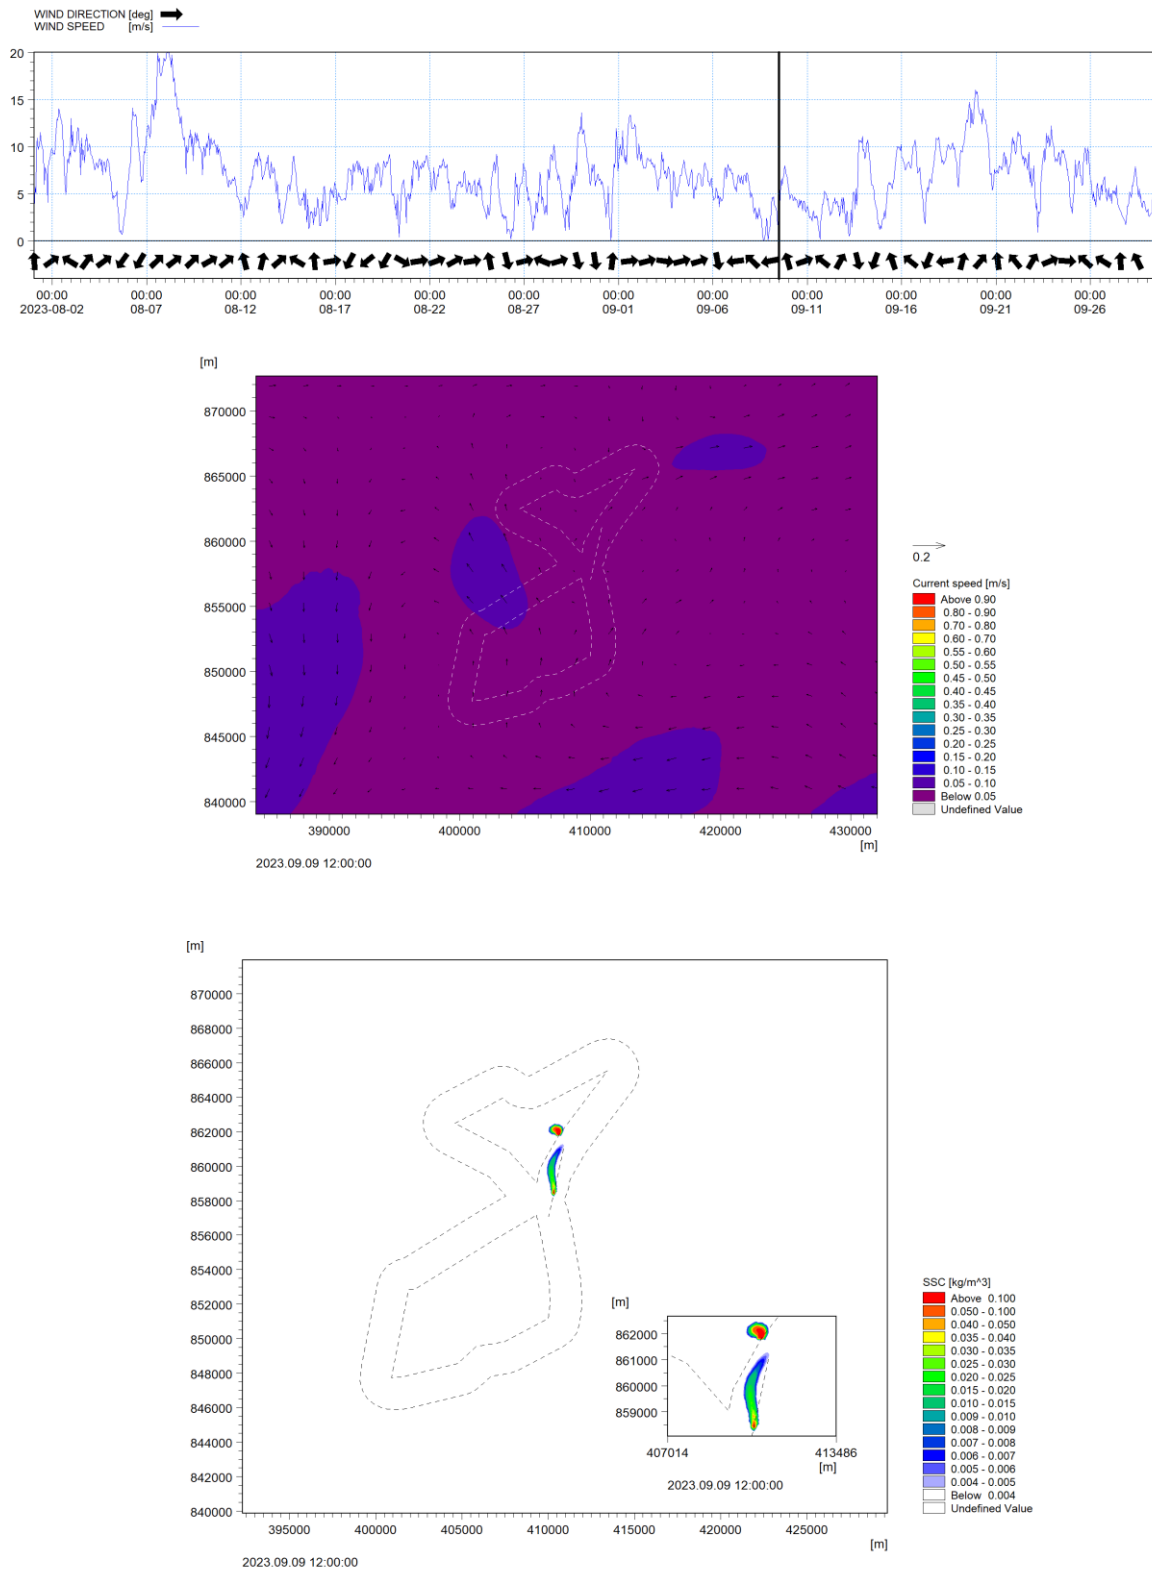 WIND DIRECTION [deg]
WIND SPEED [m/s]
20
15
10
5
0
00:00 00:00 00:00 00:00 00:00 00:00 00:00 00:00 00:00 00:00 00:00 00:00
2023-08-02 08-07 08-12 08-17 08-22 08-27 09-01 09-06 09-11 09-16 09-21 09-26
[m]
870000
865000
860000
855000
850000
845000
840000
390000 400000 410000 420000 430000
[m]
2023.09.09 12:00:00
0.2
Current speed [m/s]
Above 0.90
0.80 - 0.90
0.70 - 0.80
0.60 - 0.70
0.55 - 0.60
0.50 - 0.55
0.45 - 0.50
0.40 - 0.45
0.35 - 0.40
0.30 - 0.35
0.25 - 0.30
0.20 - 0.25
0.15 - 0.20
0.10 - 0.15
0.05 - 0.10
Below 0.05
Undefined Value
[m]
870000
868000
866000
864000
862000
860000
858000
856000
854000
852000
850000
848000
846000
844000
842000
840000
395000 400000 405000 410000 415000 420000 425000
[m]
2023.09.09 12:00:00
[m]
862000
861000
860000
859000
407014 413486
[m]
2023.09.09 12:00:00
SSC [kg/m^3]
Above 0.100
0.050 - 0.100
0.040 - 0.050
0.035 - 0.040
0.030 - 0.035
0.025 - 0.030
0.020 - 0.025
0.015 - 0.020
0.010 - 0.015
0.009 - 0.010
0.008 - 0.009
0.007 - 0.008
0.006 - 0.007
0.005 - 0.006
0.004 - 0.005
Below 0.004
Undefined Value